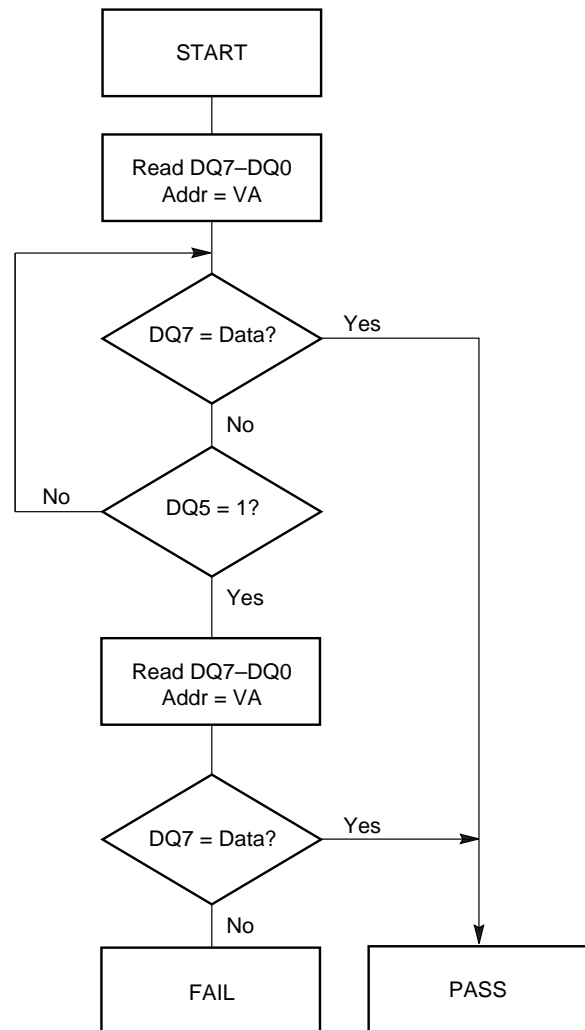 START
Read DQ7–DQ0
Addr = VA
DQ7 = Data?
Yes
No
No
DQ5 = 1?
Yes
Read DQ7–DQ0
Addr = VA
DQ7 = Data?
Yes
No
FAIL
PASS